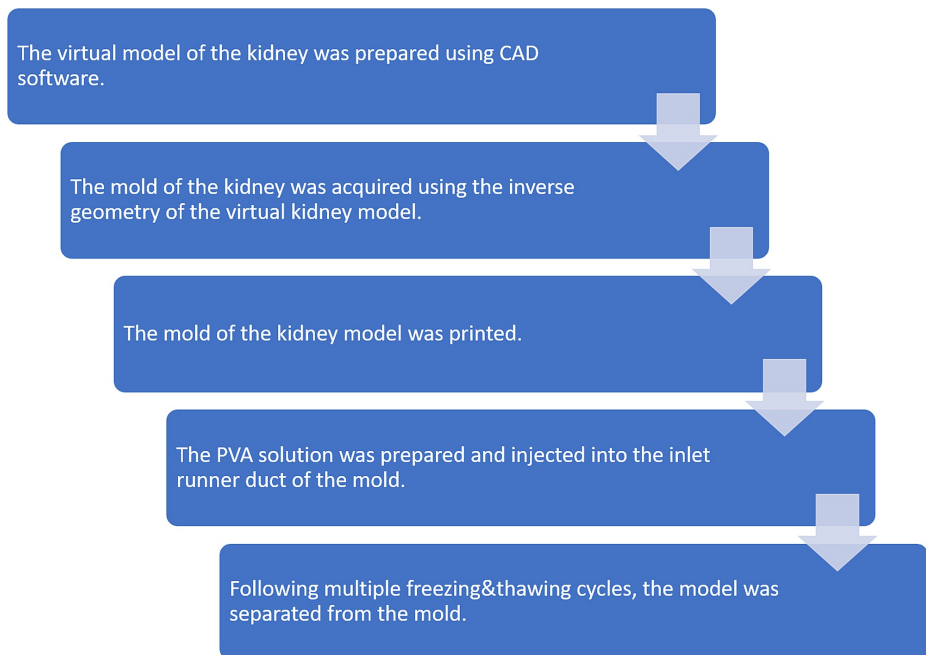 The virtual model of the kidney was prepared using CAD
software.
The mold of the kidney was acquired using the inverse
geometry of the virtual kidney model.
The mold of the kidney model was printed.
The PVA solution was prepared and injected into the inlet
runner duct of the mold.
Following multiple freezing&thawing cycles, the model was
separated from the mold.